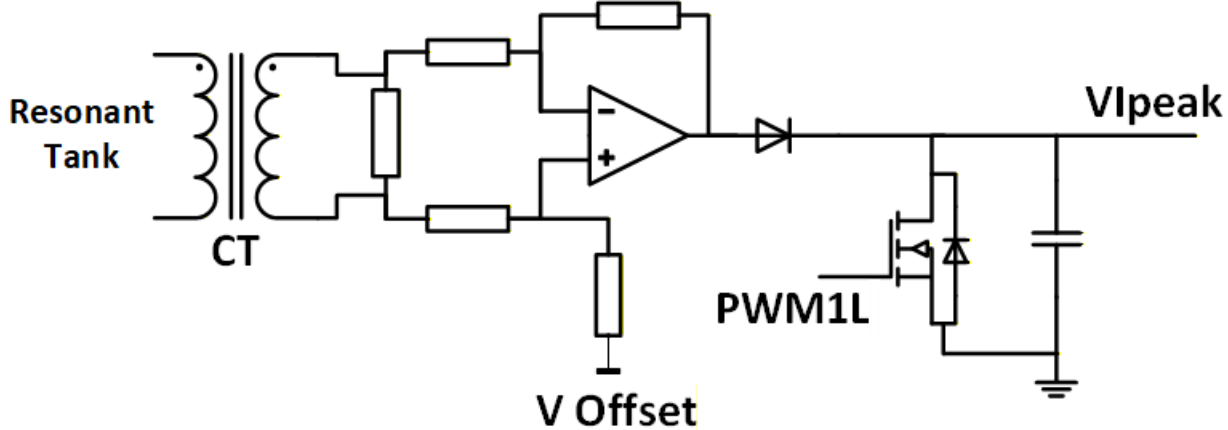 Resonant
Tank
CT
−
+
V Offset
PWM1L
VIpeak